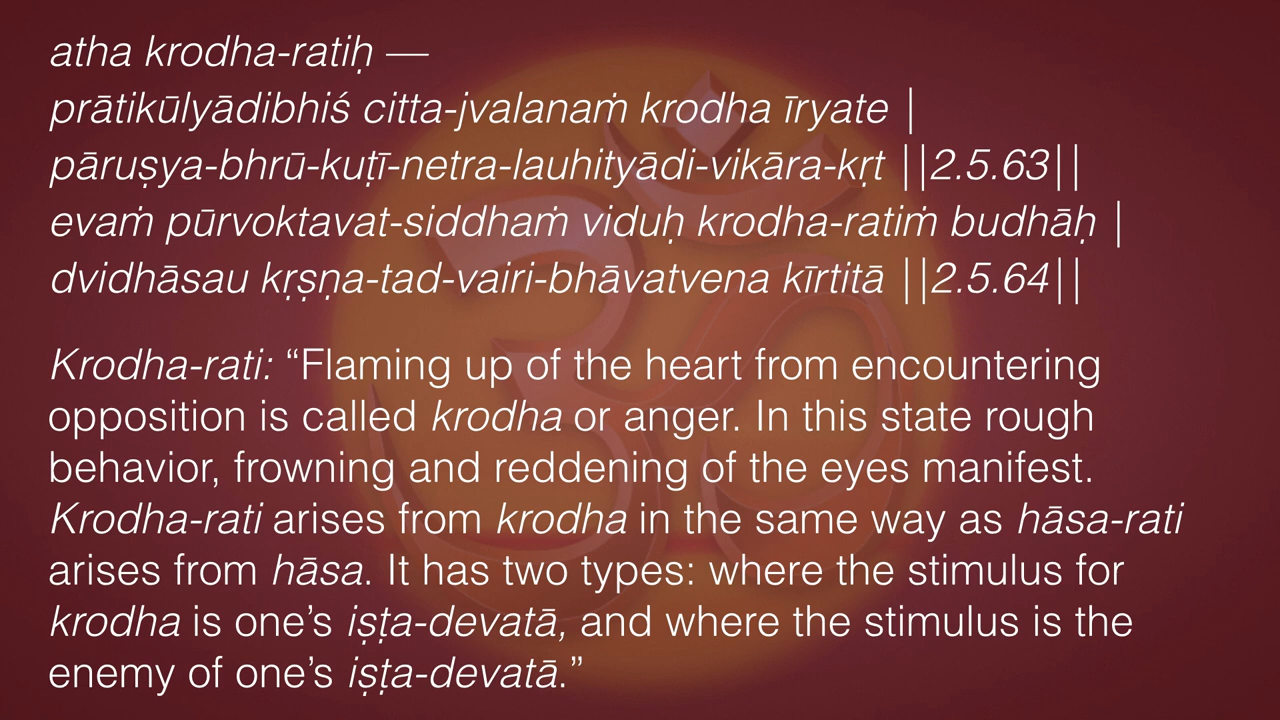 atha krodha-ratiḥ —
prātikūlyādibhiś citta-jvalanaṁ krodha īryate |
pāruṣya-bhrū-kuṭī-netra-lauhityādi-vikāra-kṛt ||2.5.63||
evaṁ pūrvoktavat-siddhaṁ viduḥ krodha-ratiṁ budhāḥ |
dvidhāsau kṛṣṇa-tad-vairi-bhāvatvena kīrtitā ||2.5.64||
Krodha-rati: “Flaming up of the heart from encountering
opposition is called krodha or anger. In this state rough
behavior, frowning and reddening of the eyes manifest.
Krodha-rati arises from krodha in the same way as hāsa-rati
arises from hāsa. It has two types: where the stimulus for
krodha is one’s iṣṭa-devatā, and where the stimulus is the
enemy of one’s iṣṭa-devatā.”